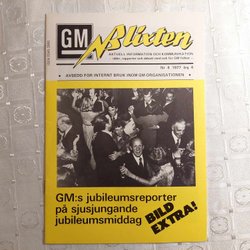 GM Blixten
AKTUELL INFORMATION OCH KOMMUNIKATION
Nr 4 1977 årg 4
AVSEDD FÖR INTERNT BRUK INOM GM-ORGANISATIONEN
GM:s jubileumsreporter
på sjusjungande
jubileumsmiddag
BILD
EXTRA!